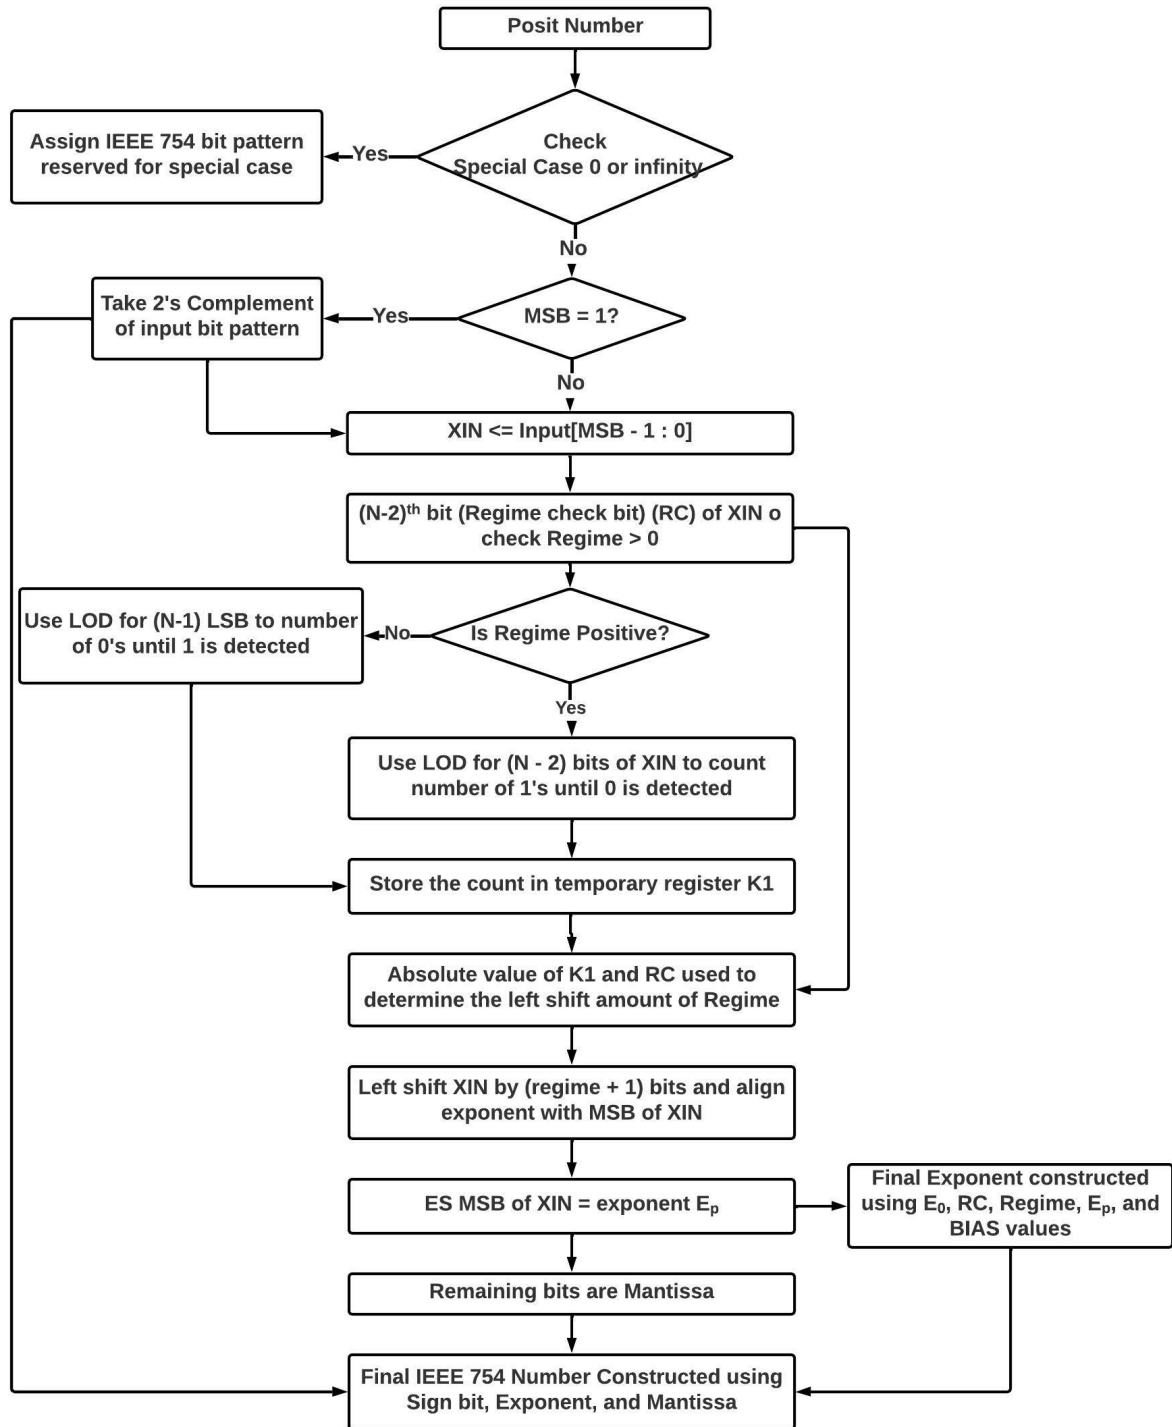 Posit Number
Check
Special Case 0 or infinity
Yes
Assign IEEE 754 bit pattern
reserved for special case
No
MSB = 1?
Yes
Take 2's Complement
of input bit pattern
No
XIN <= Input[MSB - 1 : 0]
(N-2)th bit (Regime check bit) (RC) of XIN o
check Regime > 0
Is Regime Positive?
No
Use LOD for (N-1) LSB to number
of 0's until 1 is detected
Yes
Use LOD for (N - 2) bits of XIN to count
number of 1's until 0 is detected
Store the count in temporary register K1
Absolute value of K1 and RC used to
determine the left shift amount of Regime
Left shift XIN by (regime + 1) bits and align
exponent with MSB of XIN
ES MSB of XIN = exponent Ep
Final Exponent constructed
using E0, RC, Regime, Ep, and
BIAS values
Remaining bits are Mantissa
Final IEEE 754 Number Constructed using
Sign bit, Exponent, and Mantissa